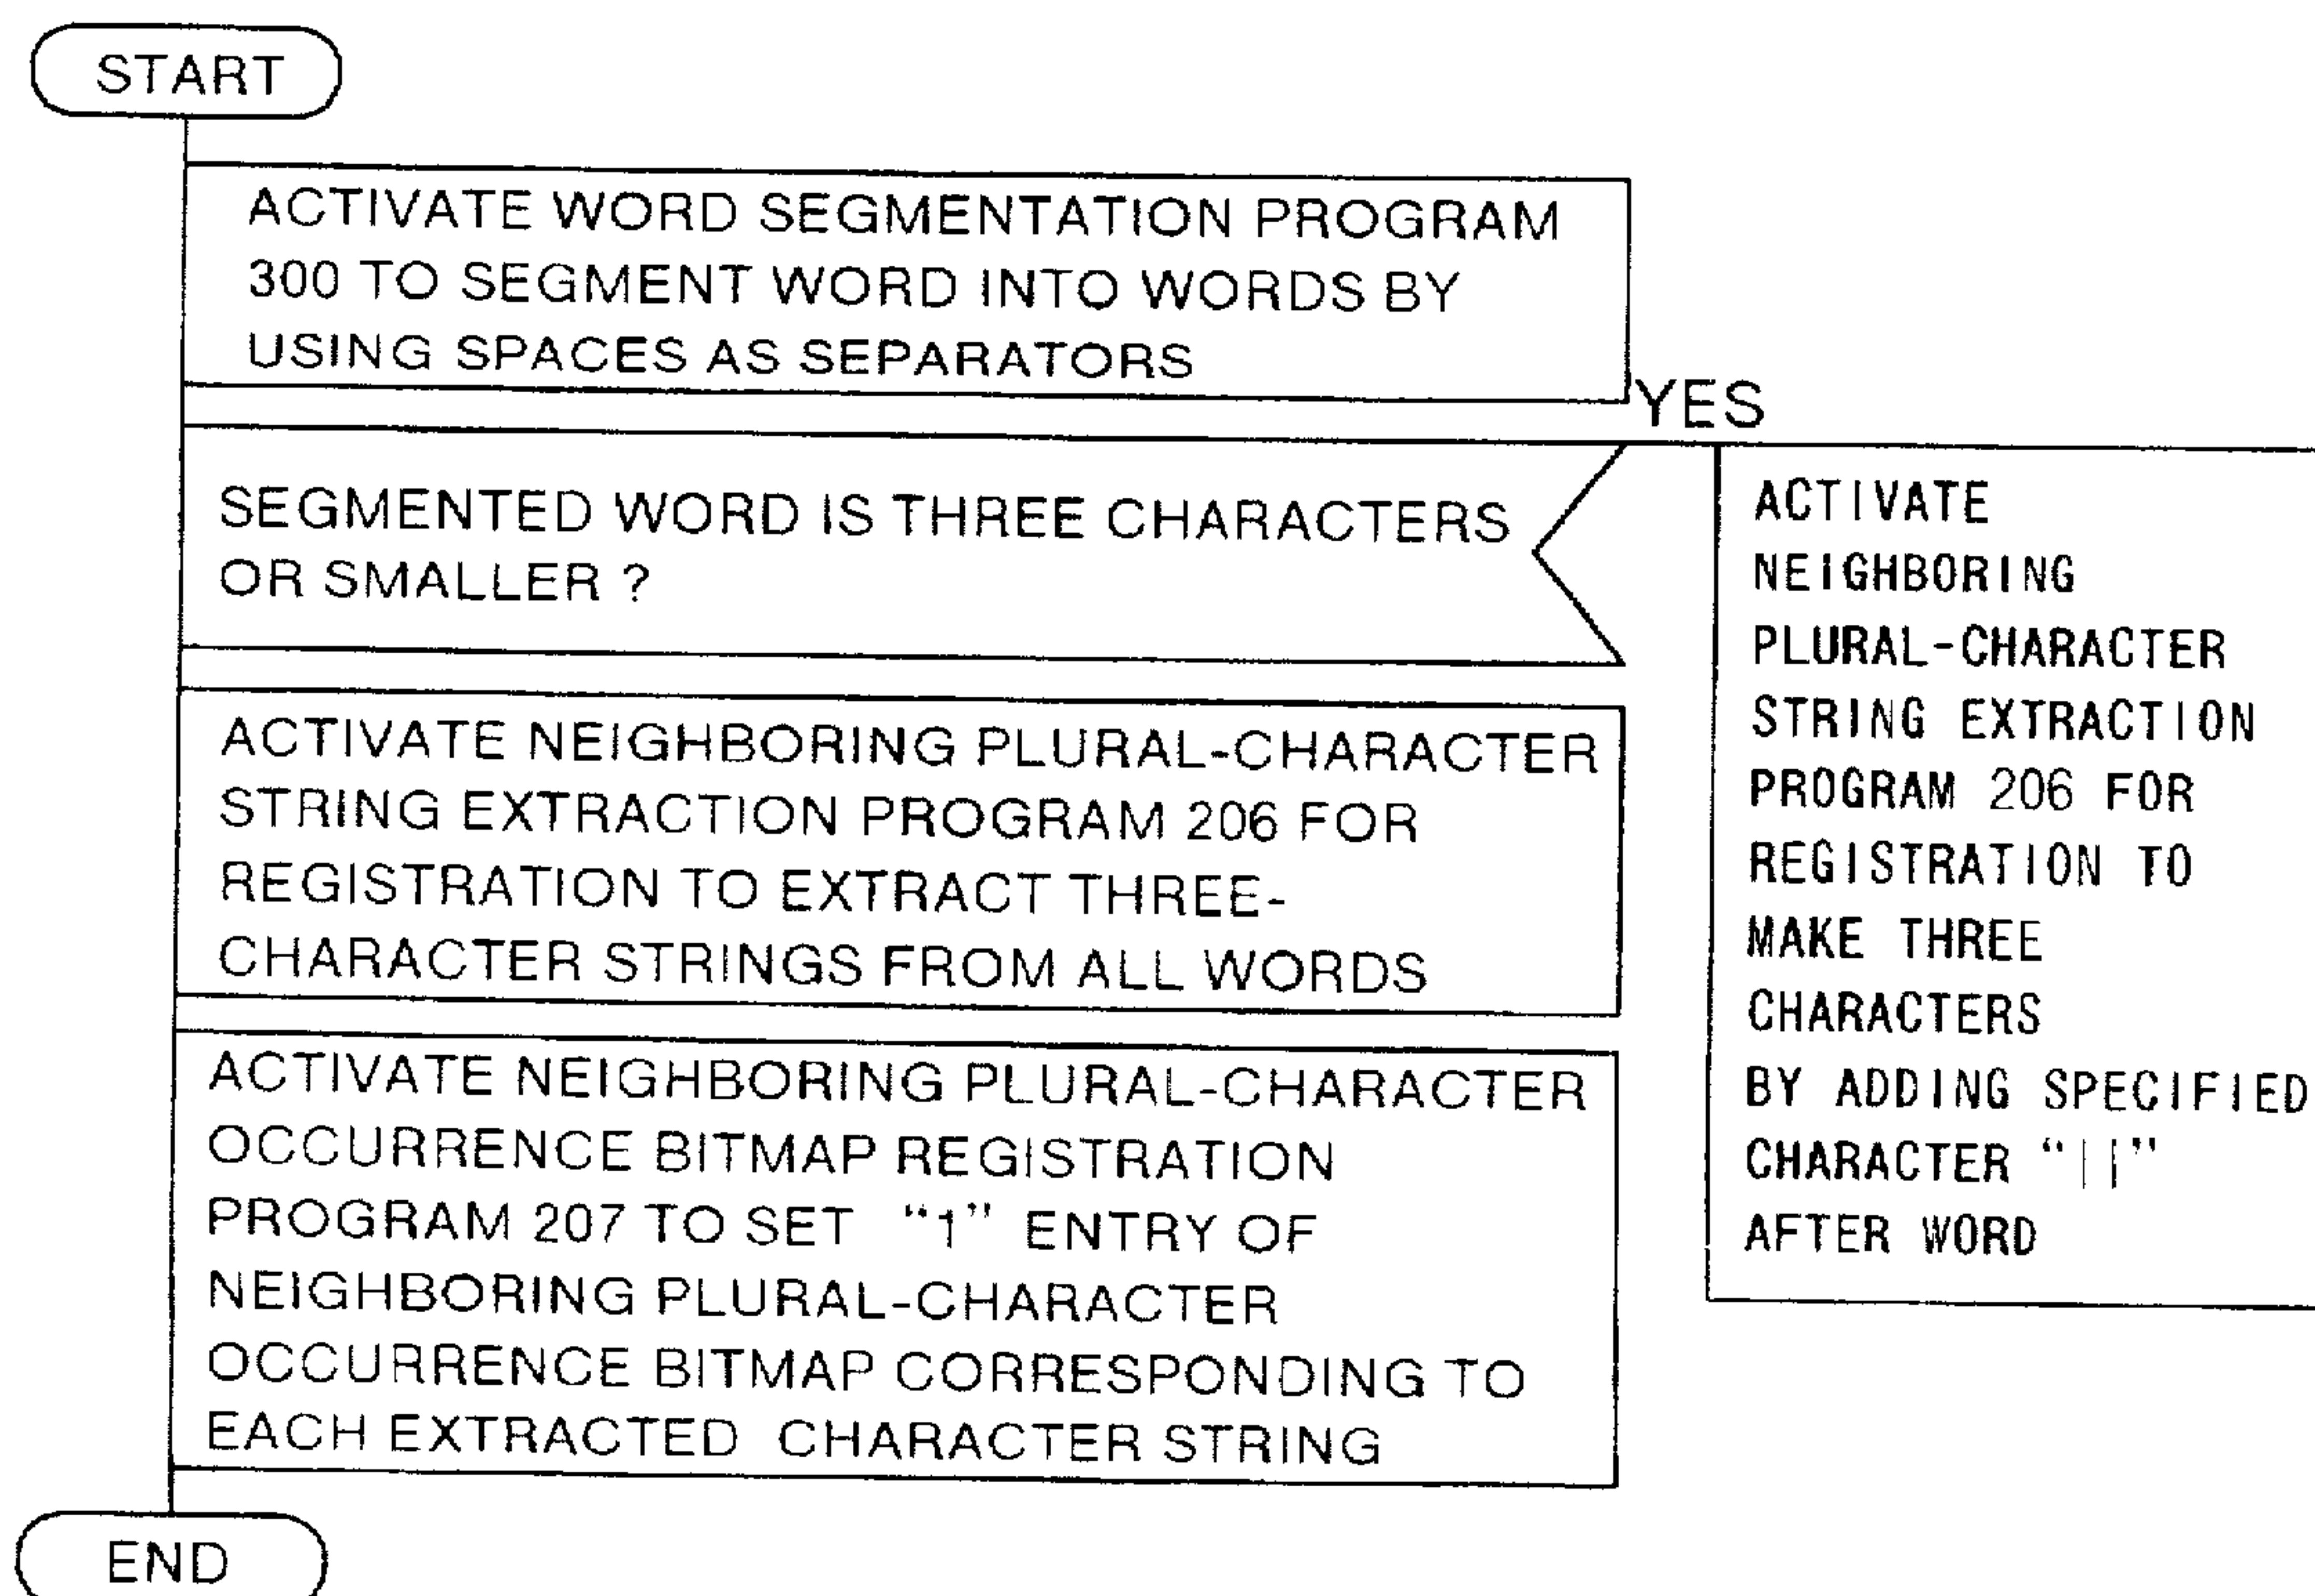 START
ACTIVATE WORD SEGMENTATION PROGRAM
300 TO SEGMENT WORD INTO WORDS BY
USING SPACES AS SEPARATORS
YES
SEGMENTED WORD IS THREE CHARACTERS
OR SMALLER ?
ACTIVATE
NEIGHBORING
PLURAL-CHARACTER
STRING EXTRACTION
PROGRAM 206 FOR
REGISTRATION TO
MAKE THREE
CHARACTERS
BY ADDING SPECIFIED
CHARACTER “||”
AFTER WORD
ACTIVATE NEIGHBORING PLURAL-CHARACTER
STRING EXTRACTION PROGRAM 206 FOR
REGISTRATION TO EXTRACT THREE-
CHARACTER STRINGS FROM ALL WORDS
ACTIVATE NEIGHBORING PLURAL-CHARACTER
OCCURRENCE BITMAP REGISTRATION
PROGRAM 207 TO SET “1” ENTRY OF
NEIGHBORING PLURAL-CHARACTER
OCCURRENCE BITMAP CORRESPONDING TO
EACH EXTRACTED CHARACTER STRING
END